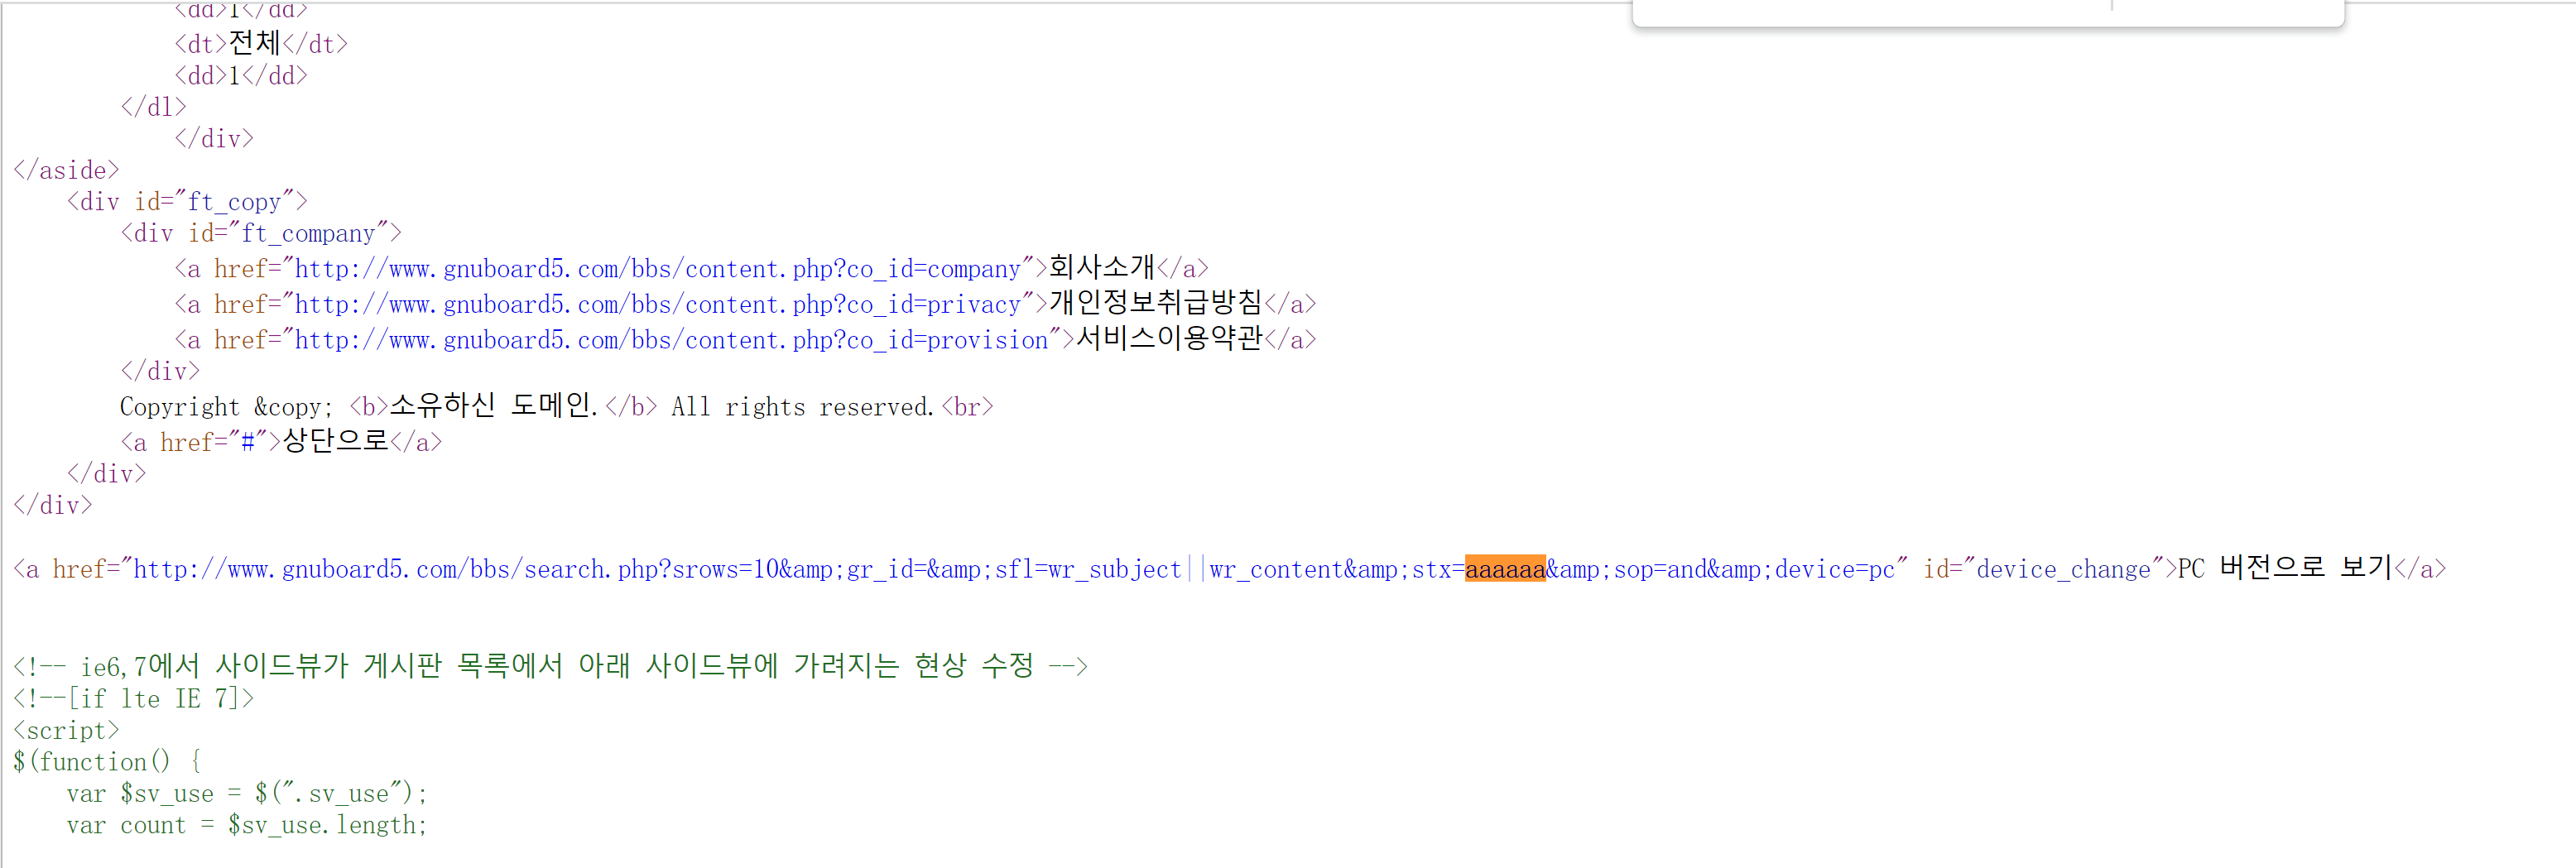 <dd>1</dd>
<dt>전체</dt>
<dd>1</dd>
</dl>
</div>
</aside>
<div id="ft_copy">
<div id="ft_company">
<a href="http://www.gnuboard5.com/bbs/content.php?co_id=company">회사소개</a>
<a href="http://www.gnuboard5.com/bbs/content.php?co_id=privacy">개인정보취급방침</a>
<a href="http://www.gnuboard5.com/bbs/content.php?co_id=provision">서비스이용약관</a>
</div>
Copyright &copy; <b>소유하신 도메인.</b> All rights reserved.<br>
<a href="#">상단으로</a>
</div>
</div>
<a href="http://www.gnuboard5.com/bbs/search.php?srows=10&amp;gr_id=&amp;sfl=wr_subject||wr_content&amp;stx=aaaaaa&amp;sop=and&amp;device=pc" id="device_change">PC 버전으로 보기</a>
<!-- ie6,7에서 사이드뷰가 게시판 목록에서 아래 사이드뷰에 가려지는 현상 수정 -->
<!--[if lte IE 7]>
<script>
$(function() {
var $sv_use = $(".sv_use");
var count = $sv_use.length;